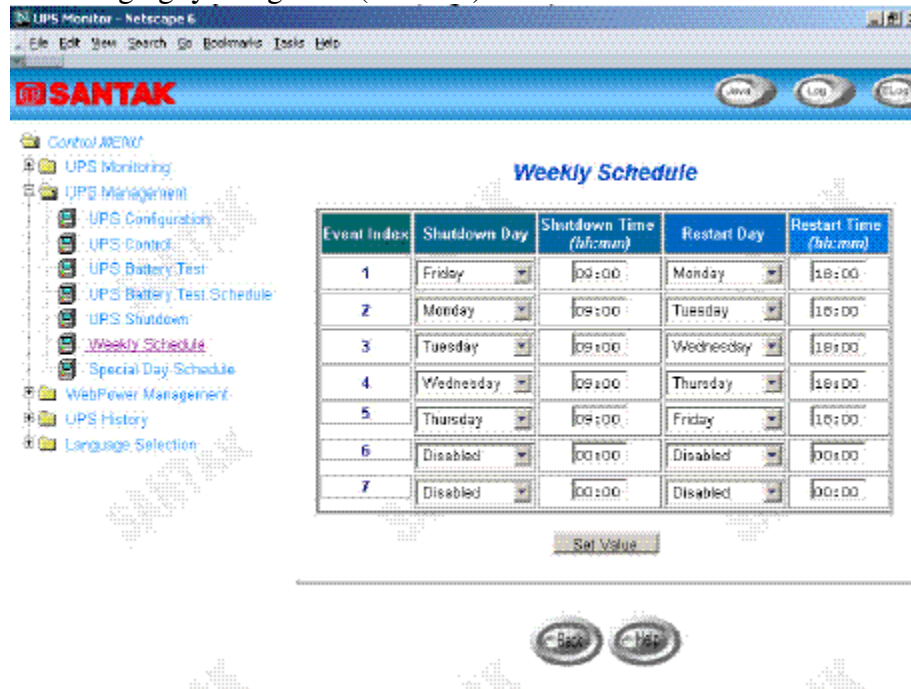 UPS Monitor - Netscape 6
File Edit View Search Go Bookmarks Tasks Help
SANTAK
Java Log
Control MENU
UPS Monitoring
UPS Management
UPS Configuration
UPS Control
UPS Battery Test
UPS Battery Test Schedule
UPS Shutdown
Weekly Schedule
Special Day Schedule
WebPower Management
UPS History
Language Selection
Weekly Schedule
Event Index Shutdown Day Shutdown Time (hh:mm) Restart Day Restart Time (hh:mm)
1 Friday 09:00 Monday 18:00
2 Monday 09:00 Tuesday
3 Tuesday 09:00 Wednesday 18:00
4 Wednesday 09:00 Thursday 18:00
5 Thursday 09:00 Friday
6 Disabled 00:00 Disabled 00:00
7 Disabled 00:00 Disabled 00:00
Set Value
Back Help
SANTAK